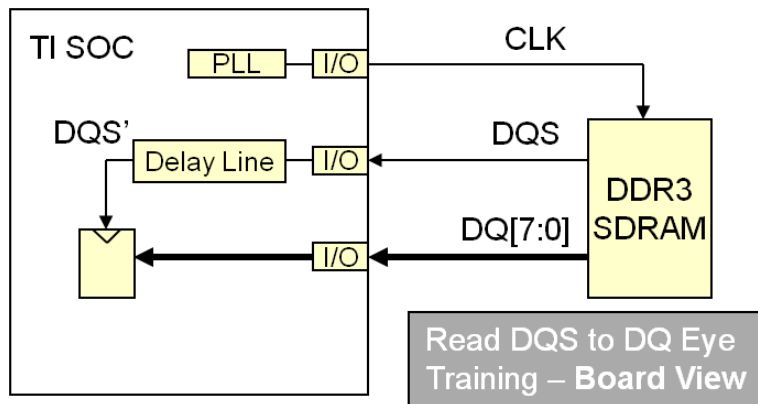 TI SOC
PLL
I/O
CLK
DQS’
Delay Line
I/O
DQS
DDR3
SDRAM
DQ[7:0]
I/O
Read DQS to DQ Eye
Training – Board View